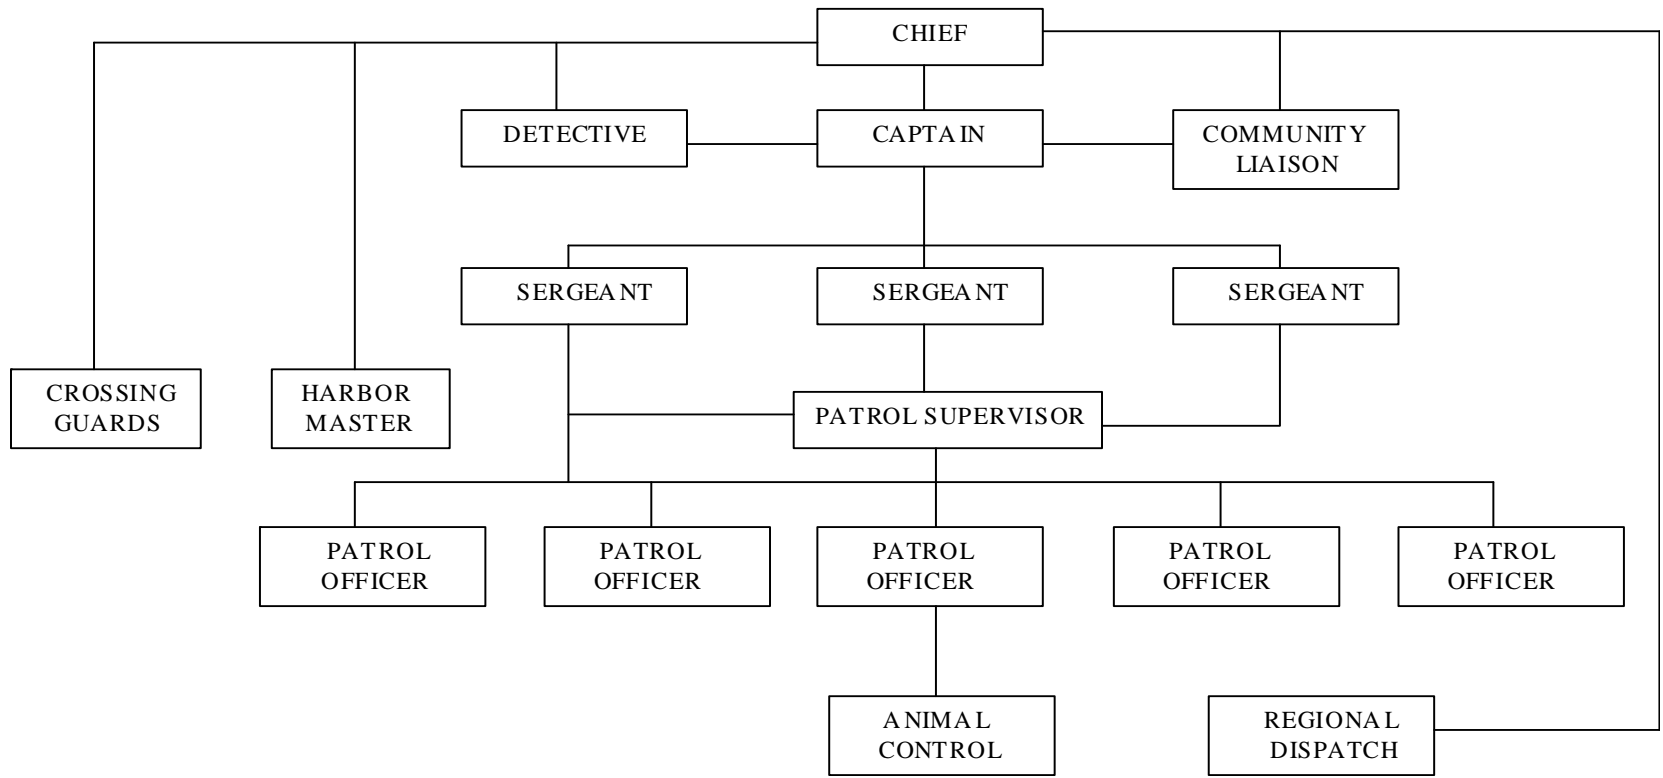 CHIEF
DETECTIVE
CAPTAIN
COMMUNITY
LIAISON
SERGEANT
SERGEANT
SERGEANT
CROSSING
GUARDS
HARBOR
MASTER
PATROL SUPERVISOR
PATROL
OFFICER
PATROL
OFFICER
PATROL
OFFICER
PATROL
OFFICER
PATROL
OFFICER
ANIMAL
CONTROL
REGIONAL
DISPATCH